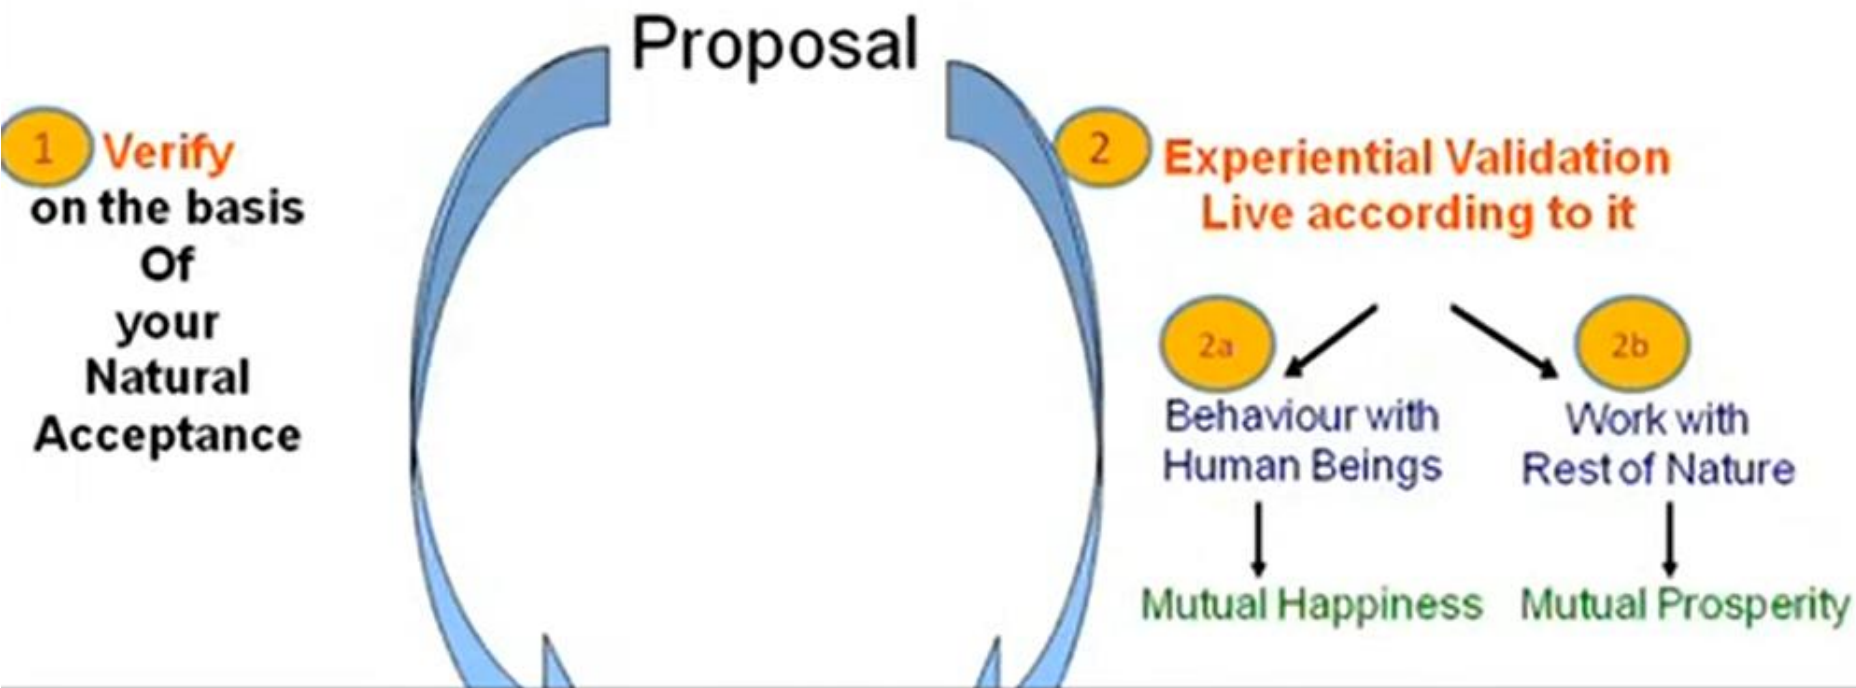 Proposal
1 Verify
on the basis
Of
your
Natural
Acceptance
2 Experiential Validation
Live according to it
2a
Behaviour with
Human Beings
Mutual Happiness
2b
Work with
Rest of Nature
Mutual Prosperity